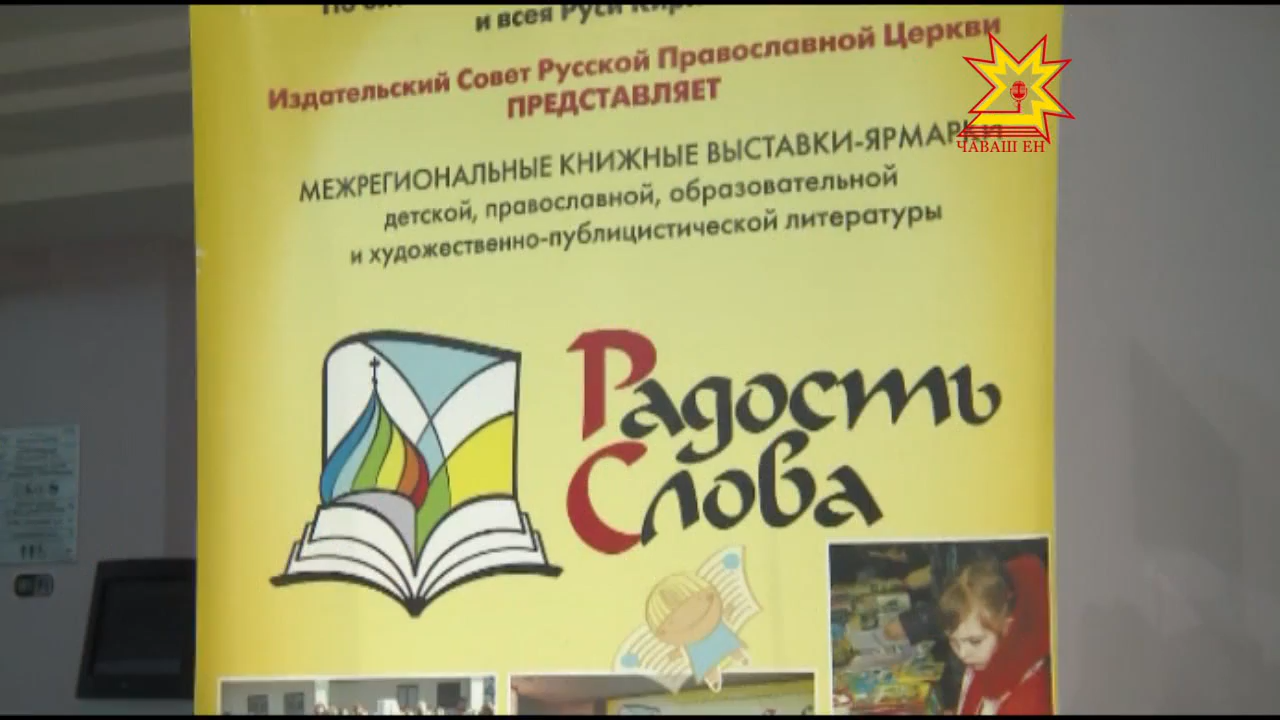 и всея Руси
Издательский Совет Русской Православной Церкви
ПРЕДСТАВЛЯЕТ
МЕЖРЕГИОНАЛЬНЫЕ КНИЖНЫЕ ВЫСТАВКИ-ЯРМАРКИ
детской, православной, образовательной
и художественно-публицистической литературы
Радость
Слова
ЧАВАШ ЕН